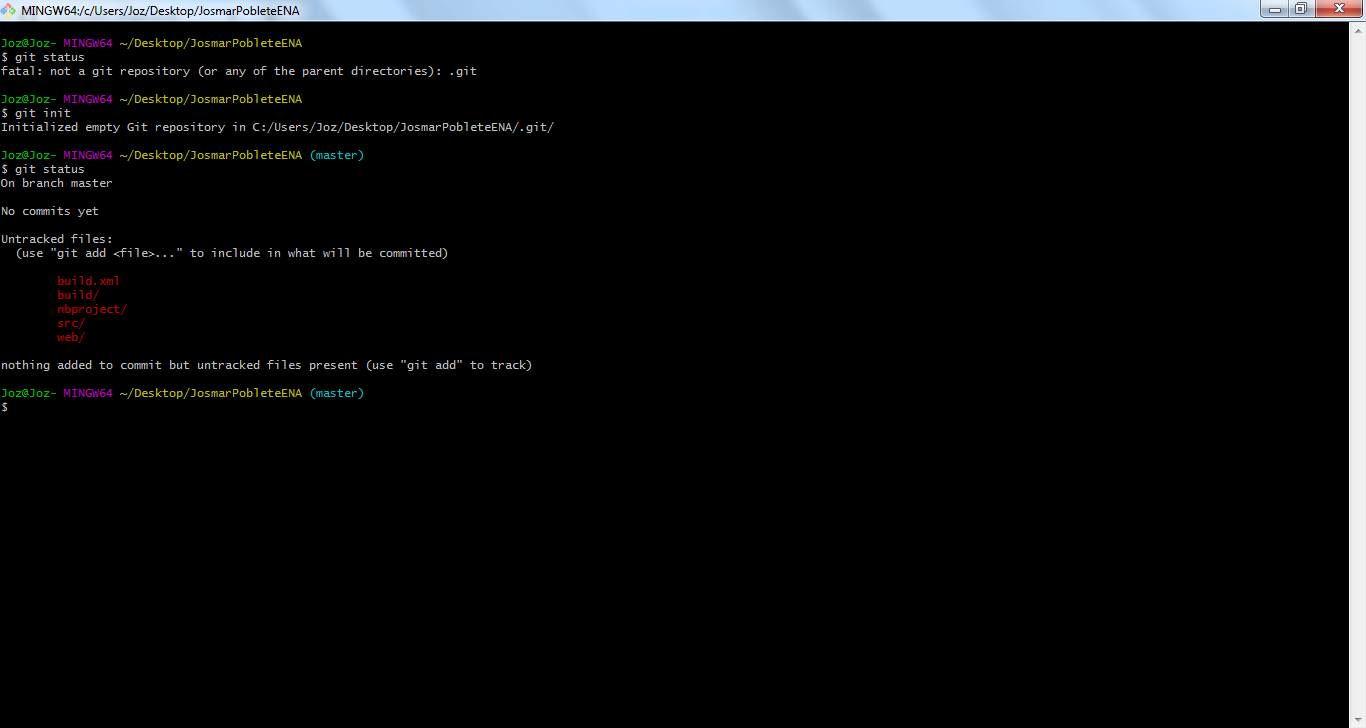 MINGW64:/c/Users/Joz/Desktop/JosmarPobleteENA
Joz@Joz- MINGW64 ~/Desktop/JosmarPobleteENA
$ git status
fatal: not a git repository (or any of the parent directories): .git
Joz@Joz- MINGW64 ~/Desktop/JosmarPobleteENA
$ git init
Initialized empty Git repository in C:/Users/Joz/Desktop/JosmarPobleteENA/.git/
Joz@Joz- MINGW64 ~/Desktop/JosmarPobleteENA (master)
$ git status
On branch master
No commits yet
Untracked files:
  (use "git add <file>..." to include in what will be committed)
        build.xml
        build/
        nbproject/
        src/
        web/
nothing added to commit but untracked files present (use "git add" to track)
Joz@Joz- MINGW64 ~/Desktop/JosmarPobleteENA (master)
$